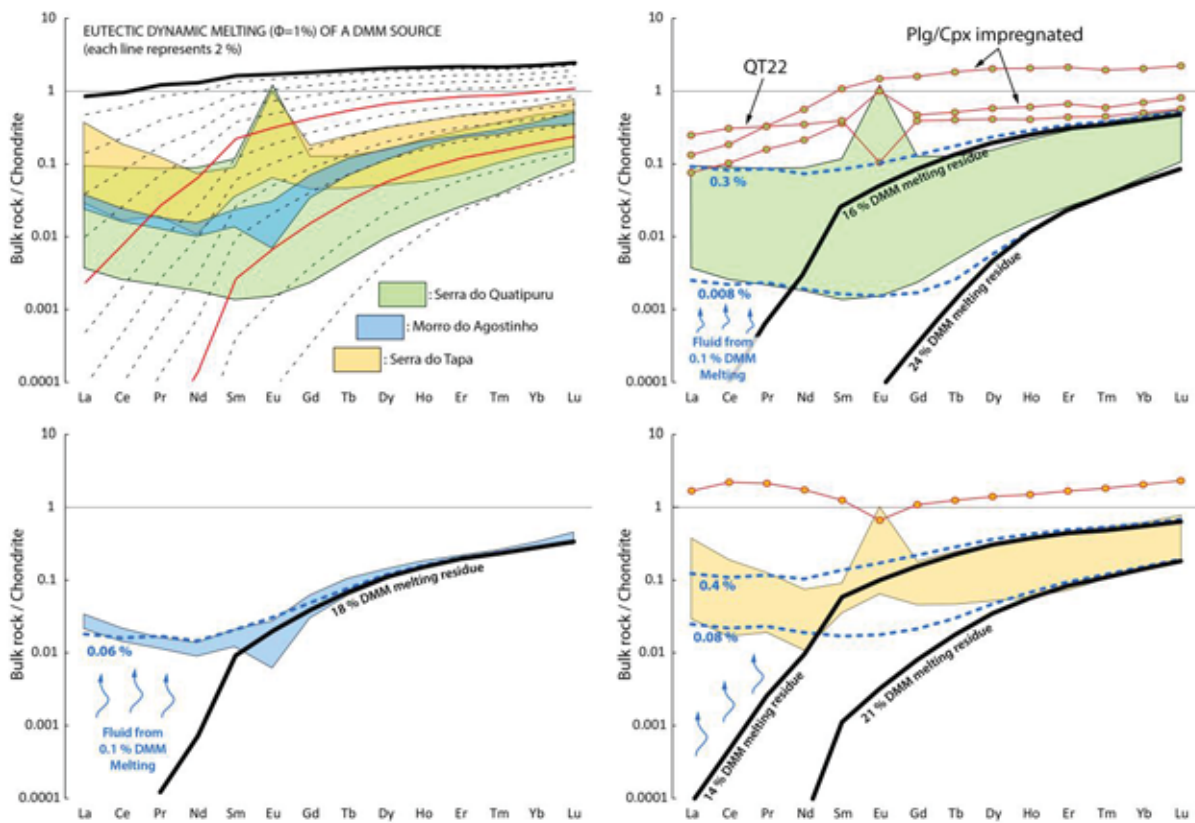 EUTECTIC DYNAMIC MELTING (Φ=1%) OF A DMM SOURCE
(each line represents 2 %)
Bulk rock / Chondrite
10
1
0.1
0.01
0.001
0.0001
: Serra do Quatipuru
: Morro do Agostinho
: Serra do Tapa
La Ce Pr Nd Sm Eu Gd Tb Dy Ho Er Tm Yb Lu
Plg/Cpx impregnated
QT22
Bulk rock / Chondrite
10
1
0.1
0.01
0.001
0.0001
0.3 %
16 % DMM melting residue
0.008 %
24 % DMM melting residue
Fluid from
0.1 % DMM
Melting
La Ce Pr Nd Sm Eu Gd Tb Dy Ho Er Tm Yb Lu
Bulk rock / Chondrite
10
1
0.1
0.01
0.001
0.0001
18 % DMM melting residue
0.06 %
Fluid from
0.1 % DMM
Melting
La Ce Pr Nd Sm Eu Gd Tb Dy Ho Er Tm Yb Lu
Bulk rock / Chondrite
10
1
0.1
0.01
0.001
0.0001
0.4 %
0.08 %
14 % DMM melting residue
21 % DMM melting residue
La Ce Pr Nd Sm Eu Gd Tb Dy Ho Er Tm Yb Lu